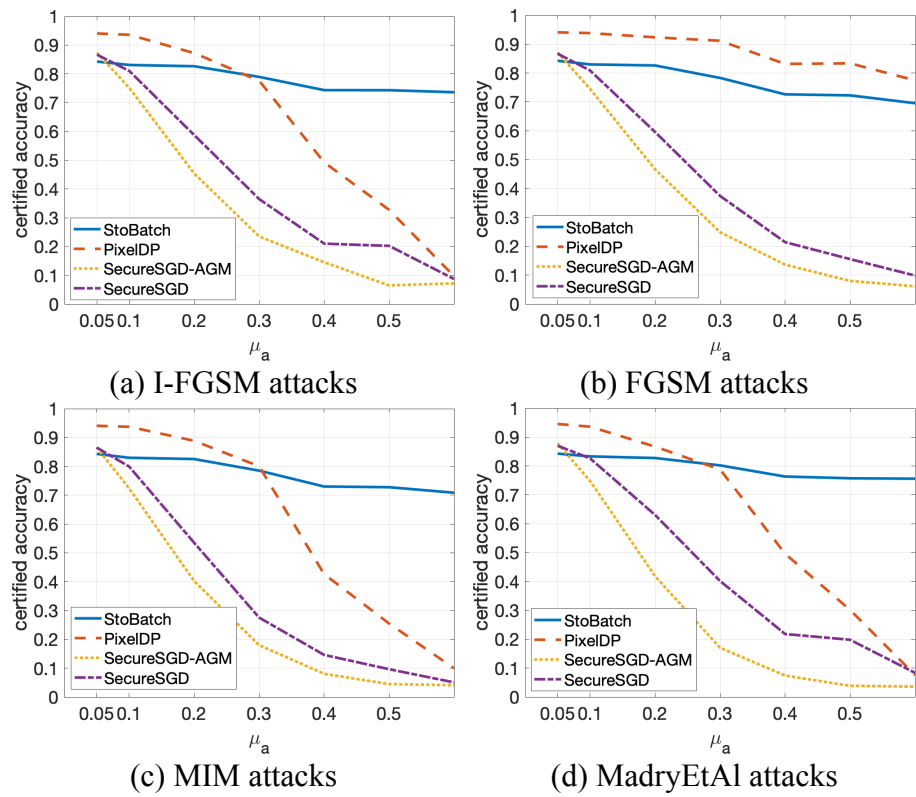 1
0.9
0.8
0.7
0.6
0.5
0.4
0.3
0.2
0.1
0
certified accuracy
StoBatch
PixelDP
SecureSGD-AGM
SecureSGD
0.05 0.1 0.2 0.3 0.4 0.5
μa
(a) I-FGSM attacks
1
0.9
0.8
0.7
0.6
0.5
0.4
0.3
0.2
0.1
0
certified accuracy
StoBatch
PixelDP
SecureSGD-AGM
SecureSGD
0.05 0.1 0.2 0.3 0.4 0.5
μa
(b) FGSM attacks
1
0.9
0.8
0.7
0.6
0.5
0.4
0.3
0.2
0.1
0
certified accuracy
StoBatch
PixelDP
SecureSGD-AGM
SecureSGD
0.05 0.1 0.2 0.3 0.4 0.5
μa
(c) MIM attacks
1
0.9
0.8
0.7
0.6
0.5
0.4
0.3
0.2
0.1
0
certified accuracy
StoBatch
PixelDP
SecureSGD-AGM
SecureSGD
0.05 0.1 0.2 0.3 0.4 0.5
μa
(d) MadryEtAl attacks